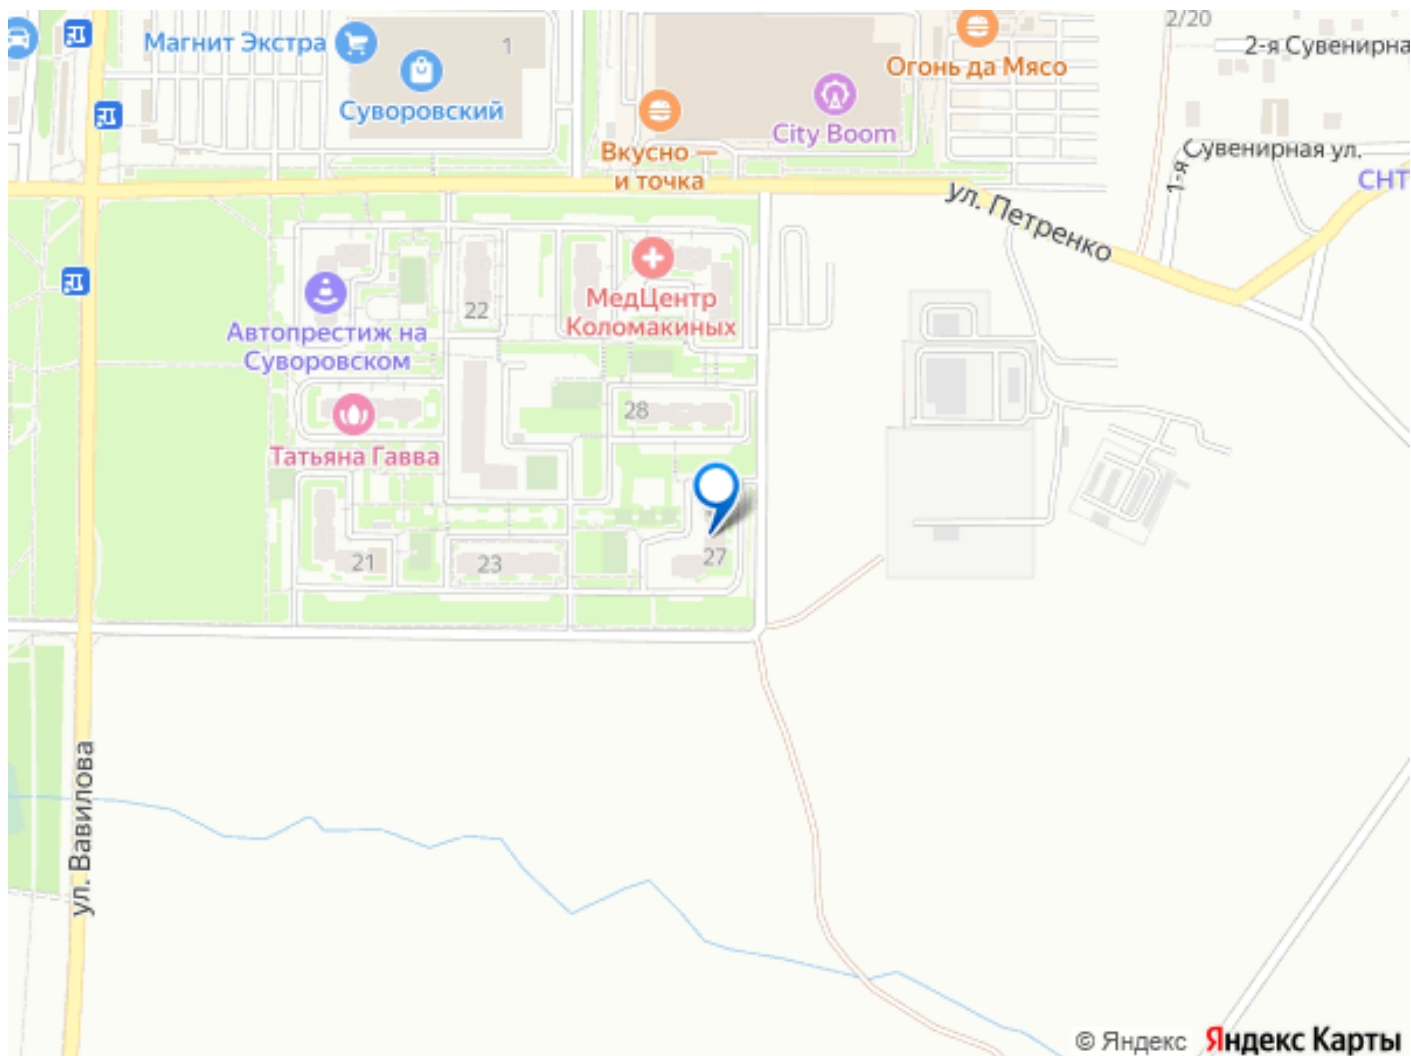 2/20
Магнит Экстра
1
2-я Сувенирна
Огонь да Мясо
Суворовский
City Boom
Вкусно —
и точка
1-я Сувенирная ул.
СНТ
ул. Петренко
МедЦентр
Коломакиных
22
Автопрестиж на
Суворовском
28
Татьяна Гавва
21
23
27
ул. Вавилова
© Яндекс Яндекс Карты